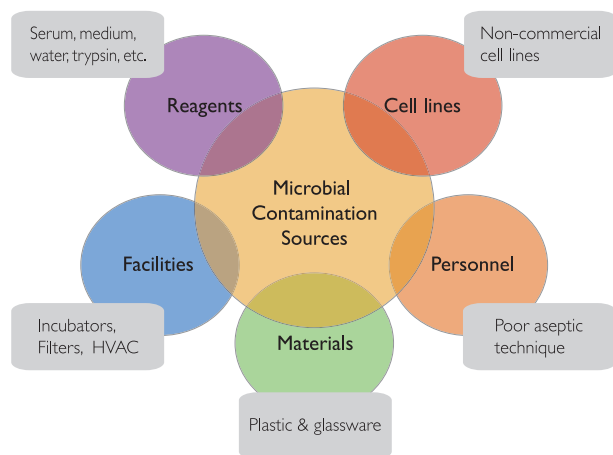 Serum, medium,
water, trypsin, etc.
Non-commercial
cell lines
Reagents
Cell lines
Microbial
Contamination
Sources
Facilities
Personnel
Incubators,
Filters, HVAC
Materials
Poor aseptic
technique
Plastic & glassware